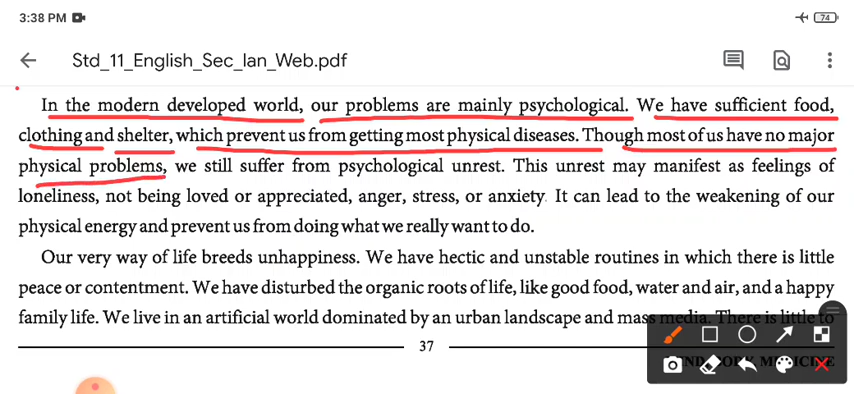 3:38 PM
74
Std_11_English_Sec_lan_Web.pdf
In the modern developed world, our problems are mainly psychological. We have sufficient food,
clothing and shelter, which prevent us from getting most physical diseases. Though most of us have no major
physical problems, we still suffer from psychological unrest. This unrest may manifest as feelings of
loneliness, not being loved or appreciated, anger, stress, or anxiety. It can lead to the weakening of our
physical energy and prevent us from doing what we really want to do.
Our very way of life breeds unhappiness. We have hectic and unstable routines in which there is little
peace or contentment. We have disturbed the organic roots of life, like good food, water and air, and a happy
family life. We live in an artificial world dominated by an urban landscape and mass media. There is little to
37
MEDICINE